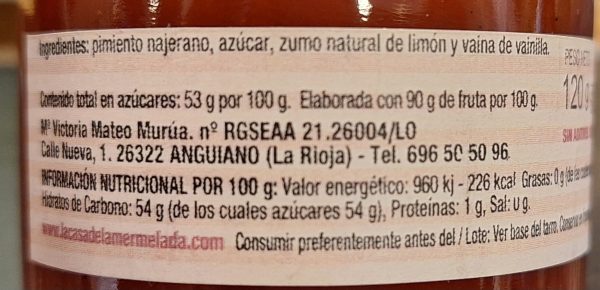 Ingredientes: pimiento najerano, azúcar, zumo natural de limón y vaina de vainilla.
PESO NETO
120 g
Contenido total en azúcares: 53 g por 100 g. Elaborada con 90 g de fruta por 100 g.
Mª Victoria Mateo Murúa. nº RGSEAA 21.26004/LO
SIN
Calle Nueva, 1. 26322 ANGUIANO (La Rioja) - Tel. 696 50 50 96
INFORMACIÓN NUTRICIONAL POR 100 g: Valor energético: 960 kj - 226 kcal Grasas: 0 g (de
Hidratos de Carbono: 54 g (de los cuales azúcares 54 g), Proteínas: 1 g, Sal: 0 g.
www.lacasadelamermelada.com Consumir preferentemente antes del / Lote: Ver base del tarro.